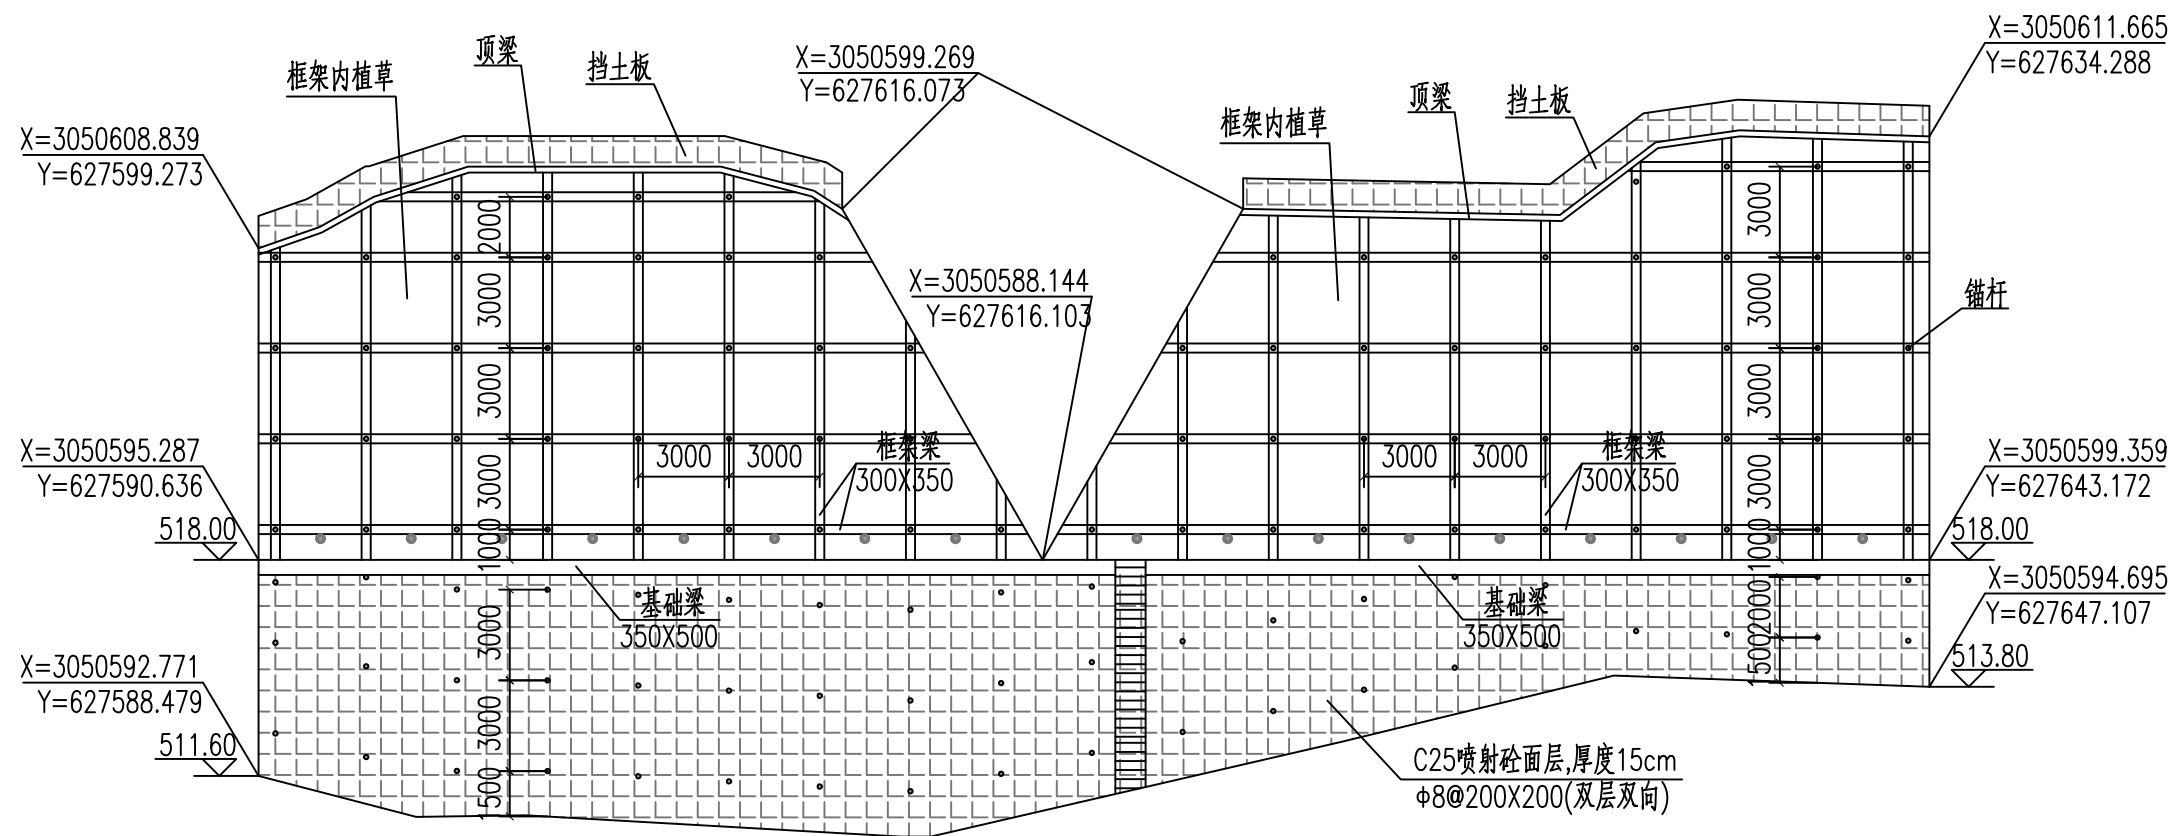 X=3050611.665
Y=627634.288
顶梁
挡土板
X=3050599.269
Y=627616.073
框架内植草
顶梁
挡土板
框架内植草
X=3050608.839
Y=627599.273
2000
3000
X=3050588.144
Y=627616.103
3000
3000
锚杆
3000
3000
X=3050595.287
Y=627590.636
3000
3000
3000
框架梁
300X350
3000
3000
框架梁
300X350
3000
X=3050599.359
Y=627643.172
518.00
1000
1000
518.00
X=3050594.695
Y=627647.107
基础梁
350X500
基础梁
350X500
3000
2000
1500
513.80
X=3050592.771
Y=627588.479
511.60
3000
1500
C25喷射砼面层,厚度15cm
Φ8@200X200(双层双向)